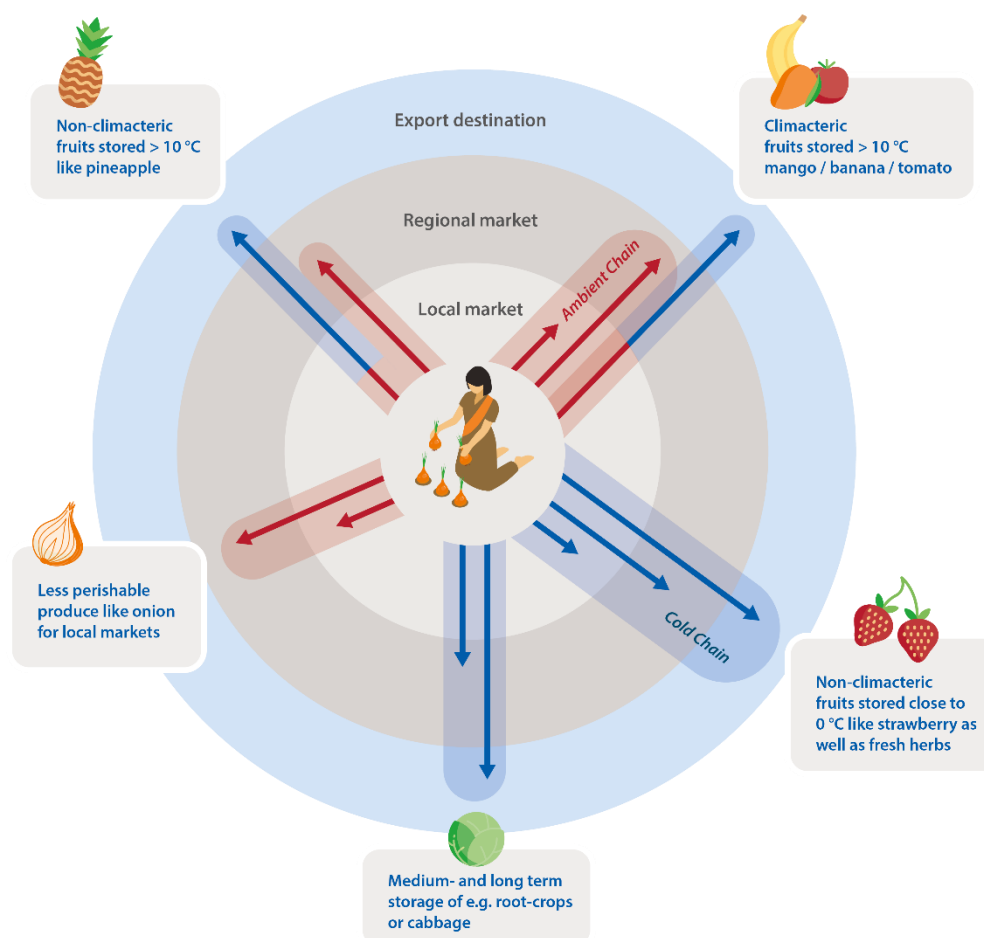 Non-climacteric
fruits stored > 10 °C
like pineapple
Climacteric
fruits stored > 10 °C
mango / banana / tomato
Export destination
Regional market
Local market
Ambient Chain
Less perishable
produce like onion
for local markets
Cold Chain
Non-climacteric
fruits stored close to
0 °C like strawberry as
well as fresh herbs
Medium- and long term
storage of e.g. root-crops
or cabbage